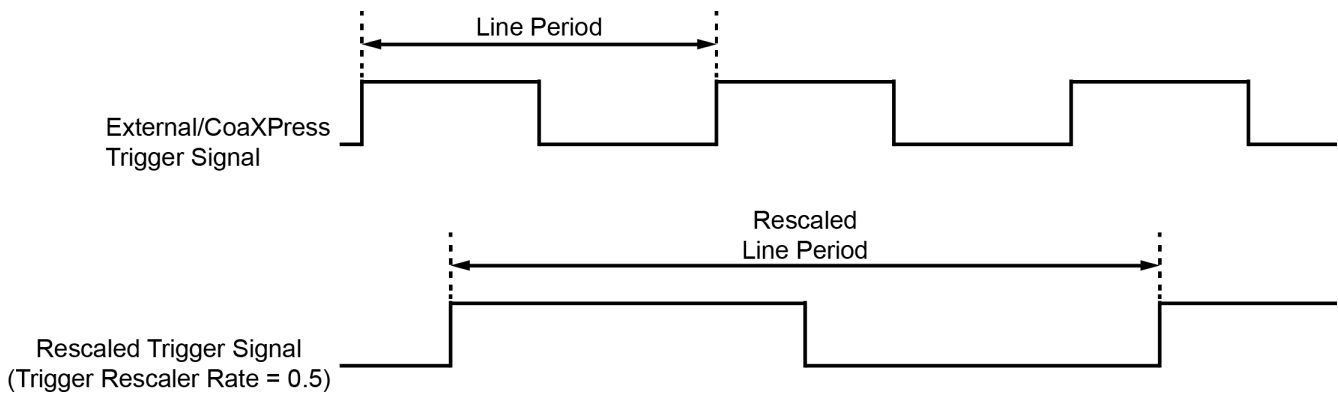 Line Period
External/CoaXPress
Trigger Signal
Rescaled
Line Period
Rescaled Trigger Signal
(Trigger Rescaler Rate = 0.5)